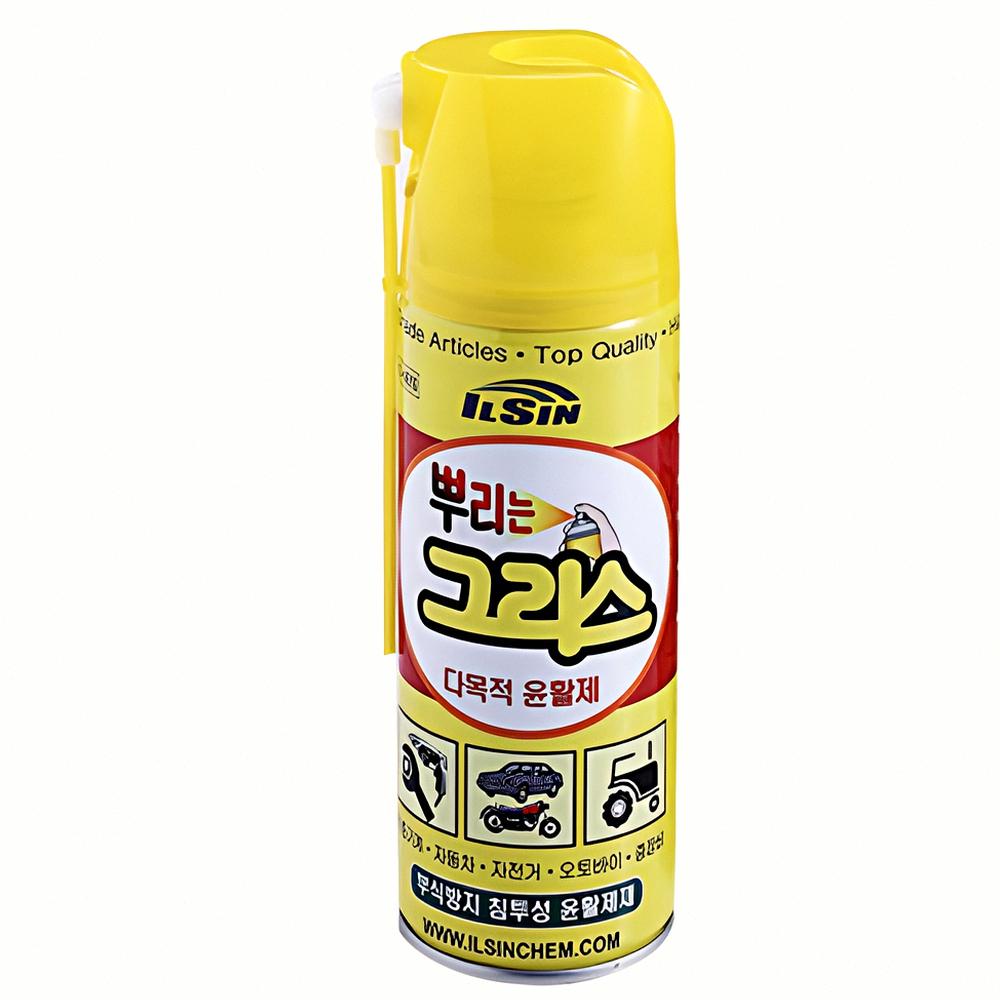 Articles • Top Quality •
ILSIN
뿌리는
그리스
다목적 윤활제
자동차 • 자전거 • 오토바이 •
부식방지 침투성 윤활제
WWW.ILSINCHEM.COM